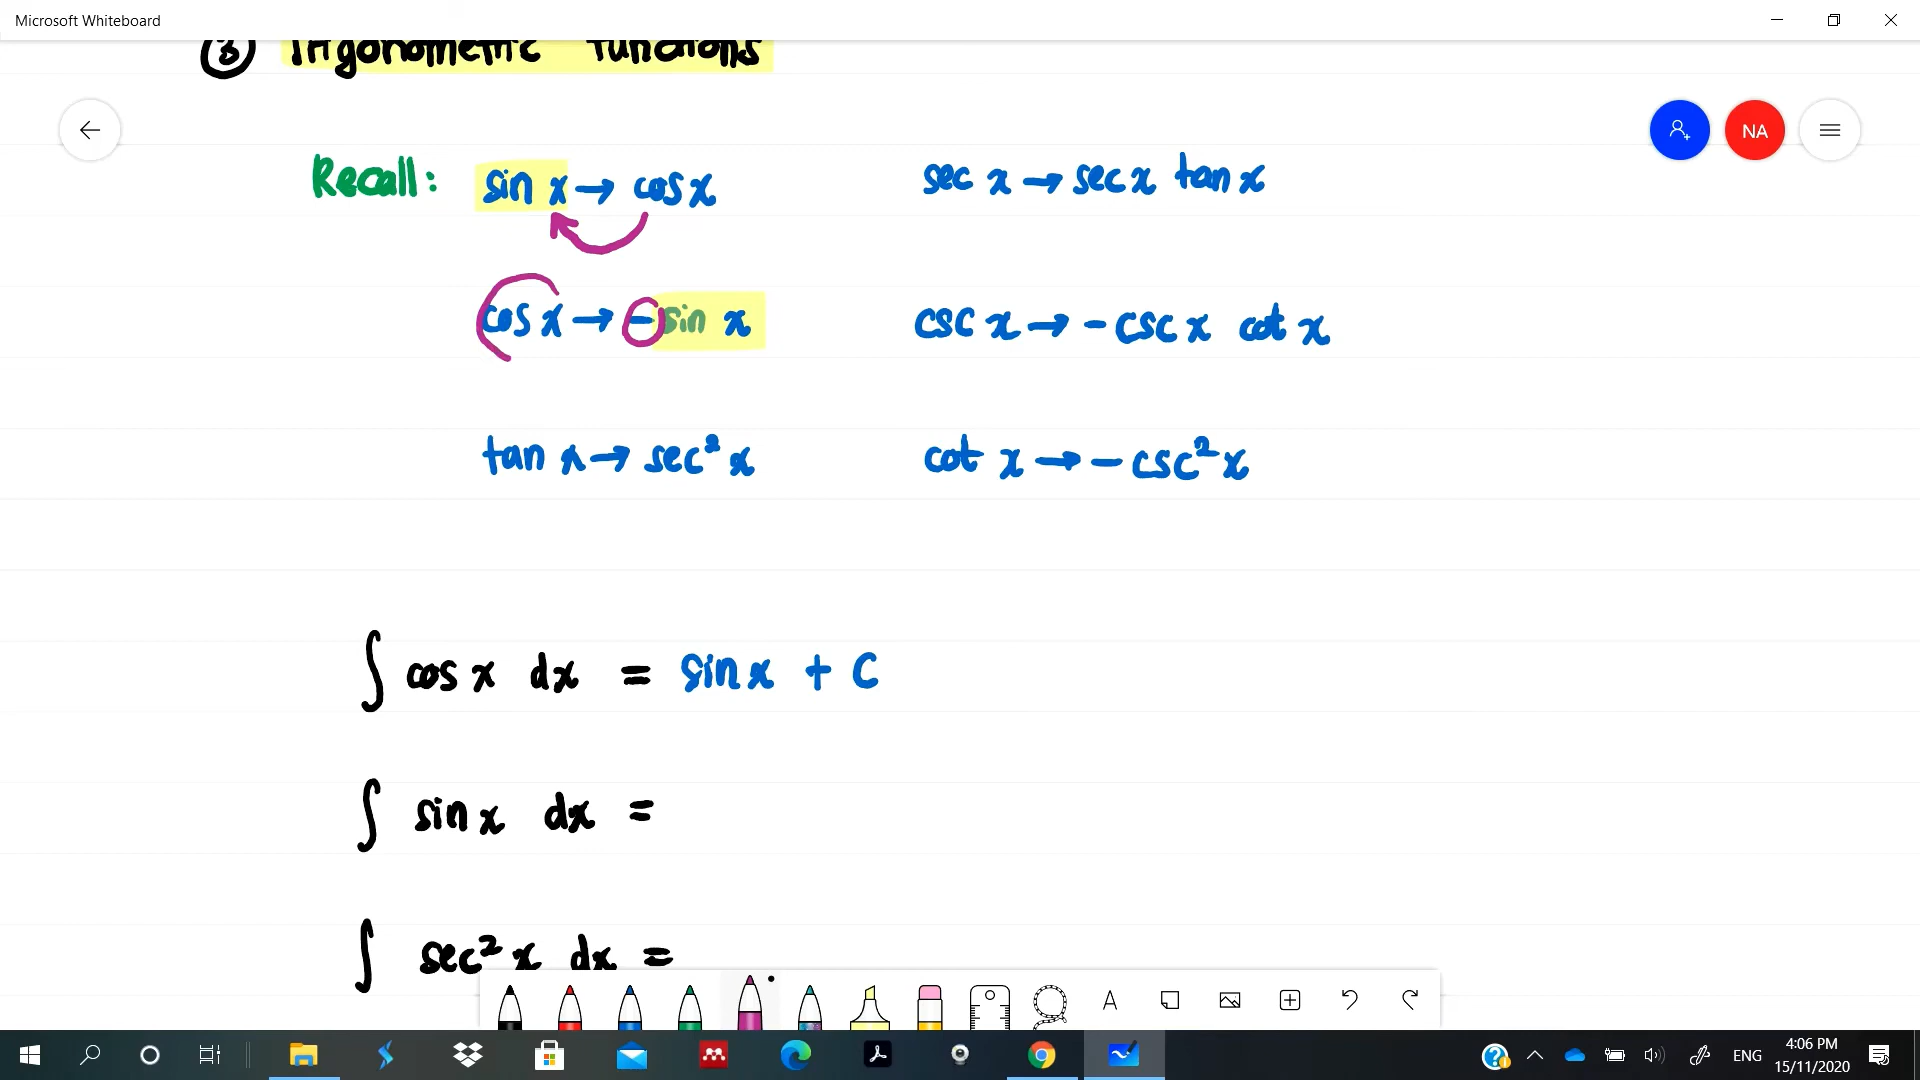 Microsoft Whiteboard
③ Trigonometric functions
NA
Recall: sin x → cos x
sec x → sec x tan x
cos x → - sin x
csc x → - csc x cot x
tan x → sec² x
cot x → - csc² x
∫ cos x dx = sin x + C
∫ sin x dx =
∫ sec² x dx =
A
ENG
4:06 PM
15/11/2020